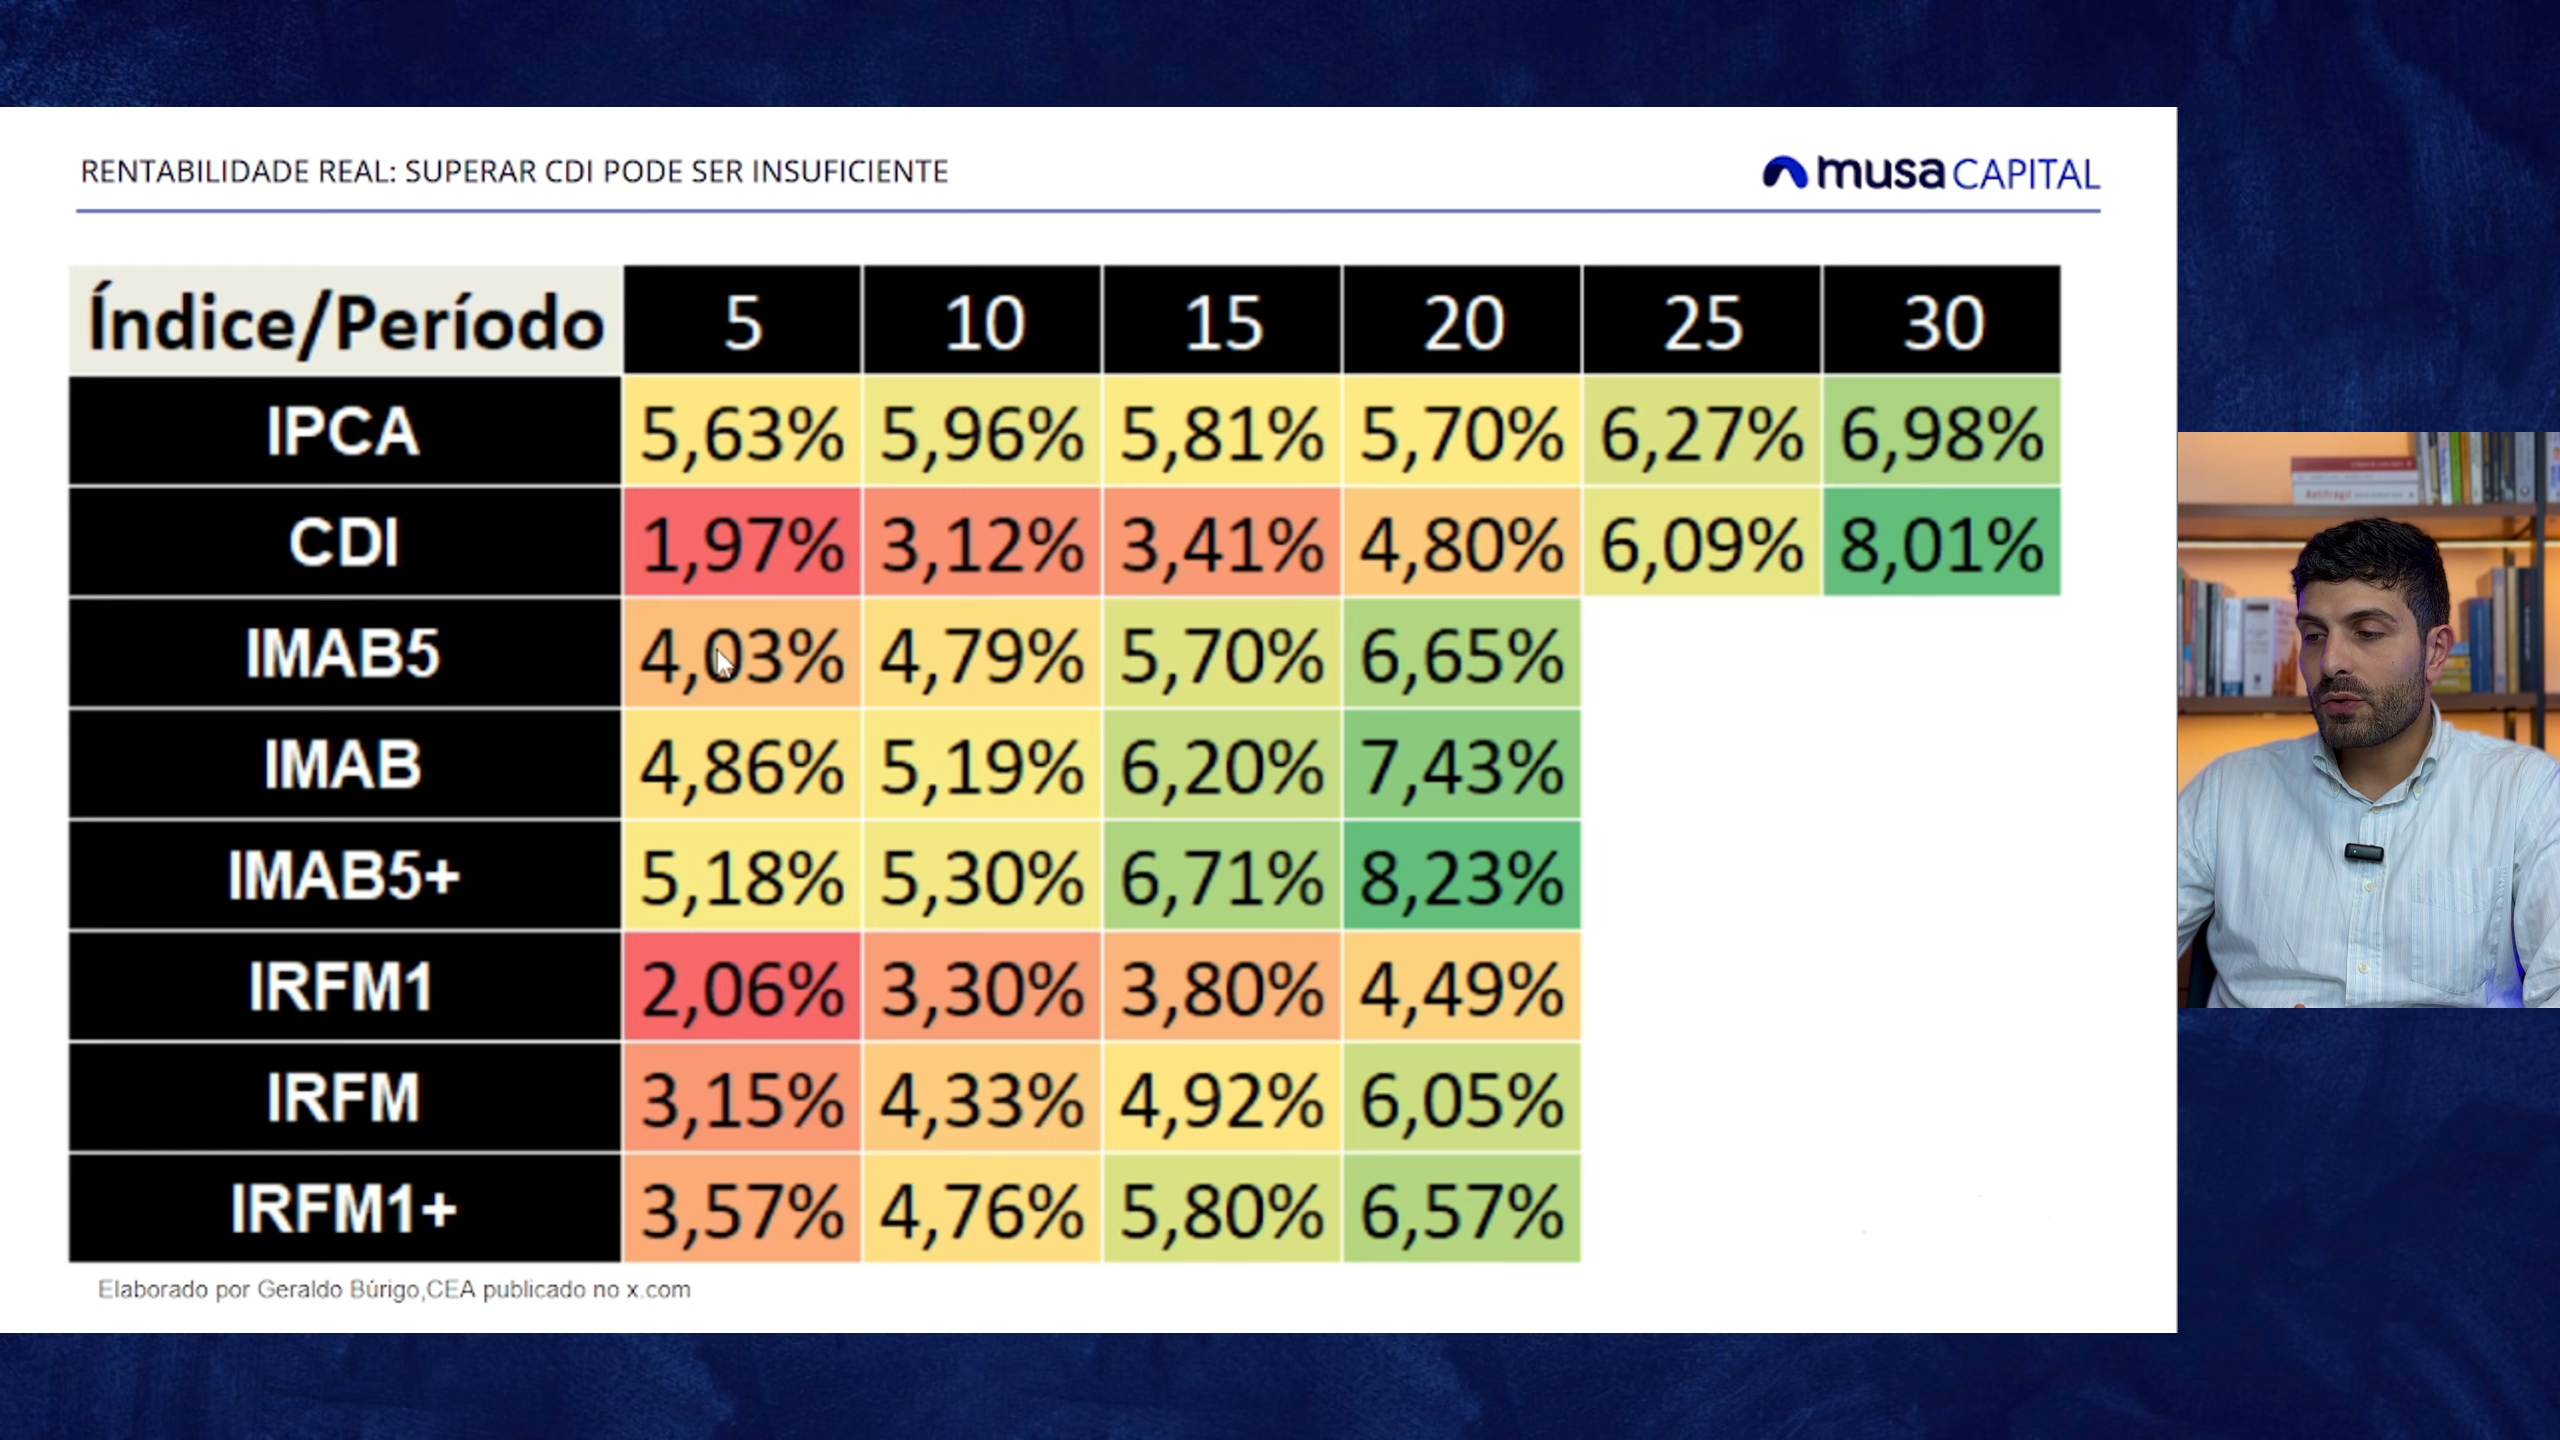 RENTABILIDADE REAL: SUPERAR CDI PODE SER INSUFICIENTE
musa CAPITAL
Índice/Período 5 10 15 20 25 30
IPCA 5,63% 5,96% 5,81% 5,70% 6,27% 6,98%
CDI 1,97% 3,12% 3,41% 4,80% 6,09% 8,01%
IMAB5 4,03% 4,79% 5,70% 6,65%
IMAB 4,86% 5,19% 6,20% 7,43%
IMAB5+ 5,18% 5,30% 6,71% 8,23%
IRFM1 2,06% 3,30% 3,80% 4,49%
IRFM 3,15% 4,33% 4,92% 6,05%
IRFM1+ 3,57% 4,76% 5,80% 6,57%
Elaborado por Geraldo Búrigo,CEA publicado no x.com
Antifrágil